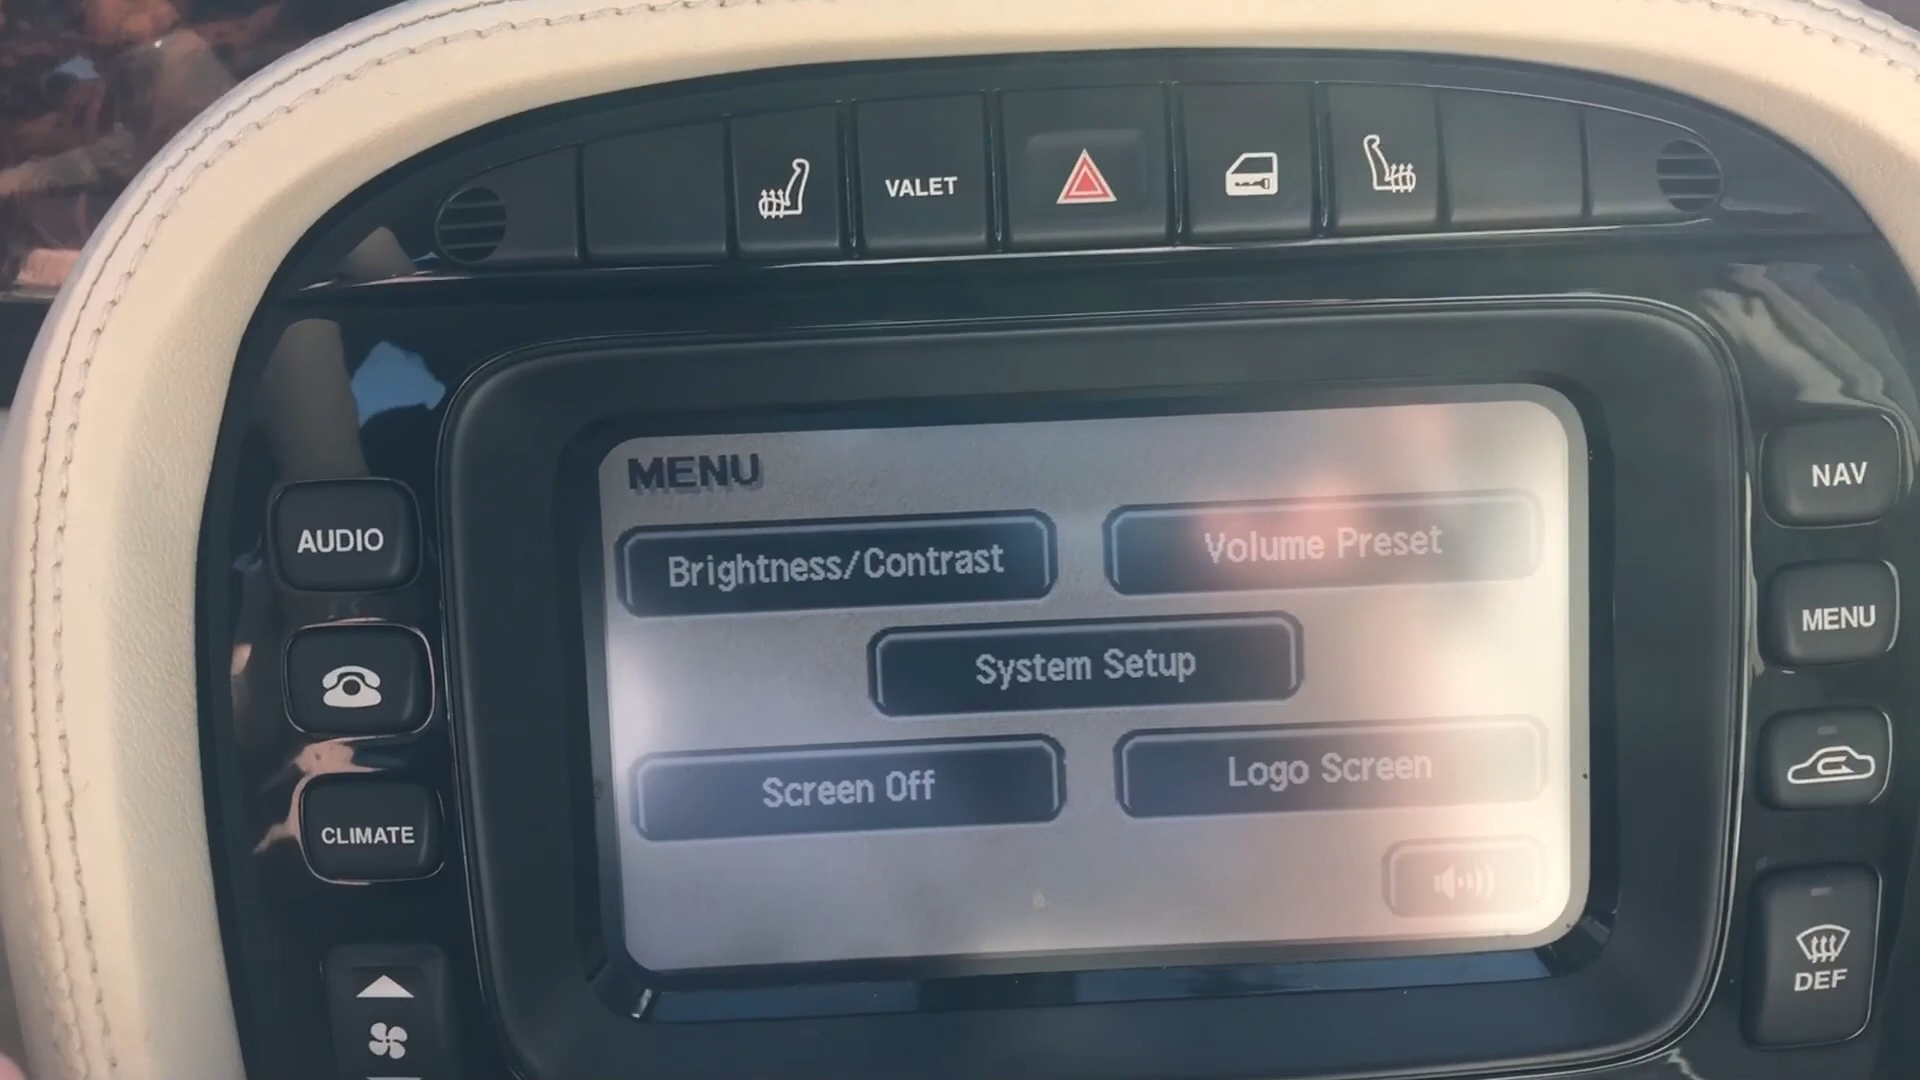 VALET
MENU
AUDIO
Brightness/Contrast
Volume Preset
NAV
System Setup
MENU
Screen Off
Logo Screen
CLIMATE
DEF